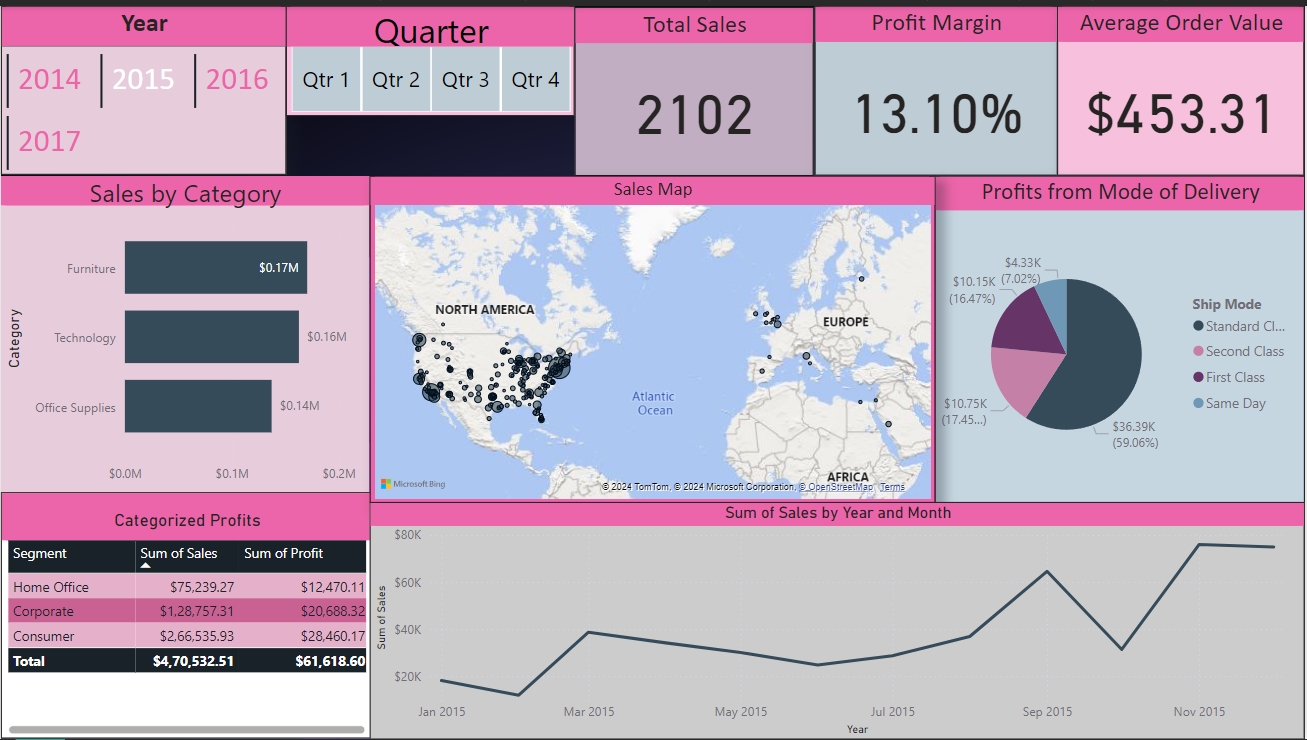 Year
2014 2015 2016
2017
Quarter
Qtr 1 Qtr 2 Qtr 3 Qtr 4
Total Sales
2102
Profit Margin
13.10%
Average Order Value
$453.31
Sales by Category
Category
Furniture $0.17M
Technology $0.16M
Office Supplies $0.14M
$0.0M $0.1M $0.2M
Sales Map
NORTH AMERICA
EUROPE
Atlantic
Ocean
AFRICA
Microsoft Bing
© 2024 TomTom, © 2024 Microsoft Corporation, © OpenStreetMap Terms
Profits from Mode of Delivery
$4.33K
(7.02%)
$10.15K
(16.47%)
$10.75K
(17.45...)
$36.39K
(59.06%)
Ship Mode
Standard Cl...
Second Class
First Class
Same Day
Categorized Profits
Segment Sum of Sales Sum of Profit
Home Office $75,239.27 $12,470.11
Corporate $1,28,757.31 $20,688.32
Consumer $2,66,535.93 $28,460.17
Total $4,70,532.51 $61,618.60
Sum of Sales by Year and Month
Sum of Sales
$80K
$60K
$40K
$20K
Jan 2015 Mar 2015 May 2015 Jul 2015 Sep 2015 Nov 2015
Year